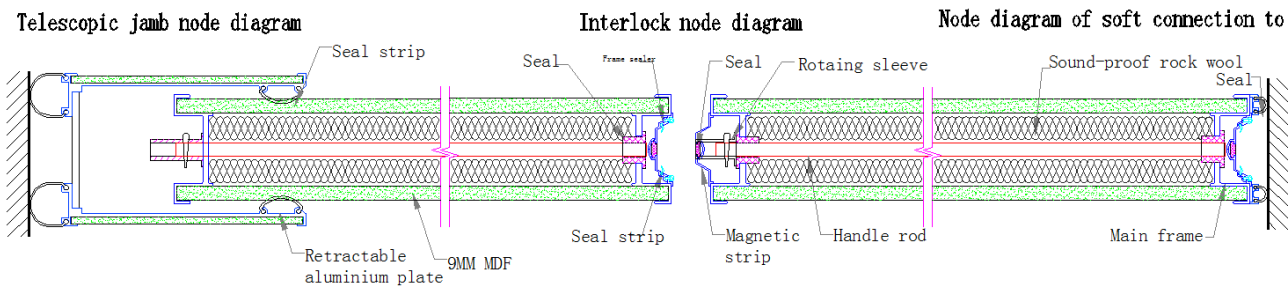 Telescopic jamb node diagram
Interlock node diagram
Node diagram of soft connection to
Seal strip
Seal
Frame sealer
Seal
Rotaing sleeve
Sound-proof rock wool
Seal
Retractable
aluminium plate
9MM MDF
Seal strip
Magnetic
strip
Handle rod
Main frame